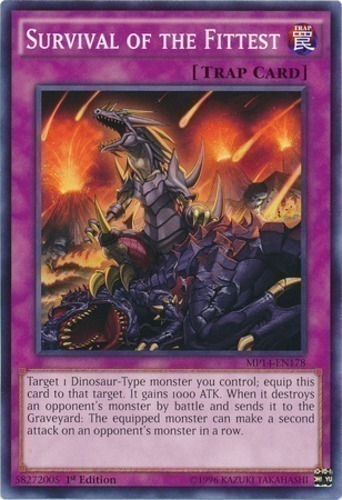 SURVIVAL OF THE FITTEST
TRAP
罠
[TRAP CARD]
MP14-EN178
Target 1 Dinosaur-Type monster you control; equip
this card to that target. It gains 1000 ATK. When it destroys
an opponent's monster by battle and sends it to the
Graveyard: The equipped monster can make a second
attack on an opponent's monster in a row.
58272005 1st Edition ©1996 KAZUKI TAKAHASHI